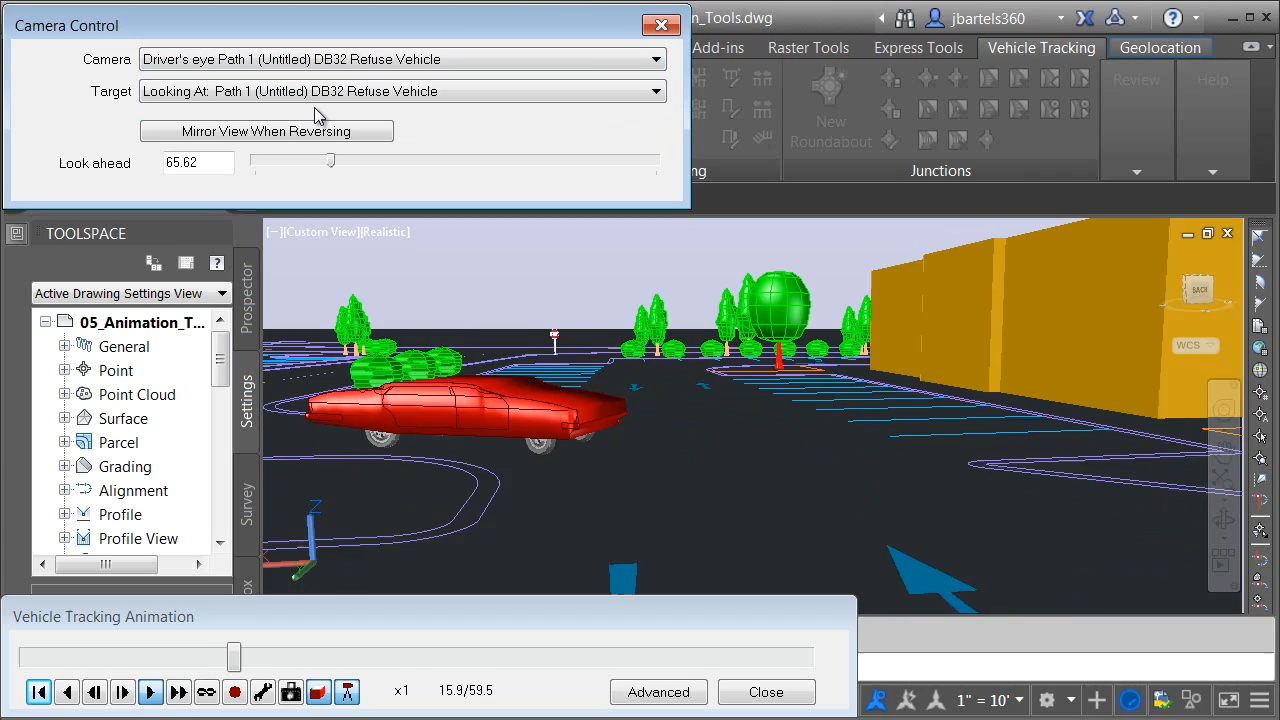 Camera Control
_Tools.dwg
jbartels360
Camera
Driver's eye Path 1 (Untitled) DB32 Refuse Vehicle
Target
Looking At: Path 1 (Untitled) DB32 Refuse Vehicle
Mirror View When Reversing
Look ahead
65.62
Add-ins
Raster Tools
Express Tools
Vehicle Tracking
Geolocation
New
Roundabout
Review
Help
ng
Junctions
TOOLSPACE
Active Drawing Settings View
05_Animation_T...
General
Point
Point Cloud
Surface
Parcel
Grading
Alignment
Profile
Profile View
Prospector
Settings
Survey
ox
[−][Custom View][Realistic]
BACK
WCS
Z
Vehicle Tracking Animation
x1
15.9/59.5
Advanced
Close
1" = 10'